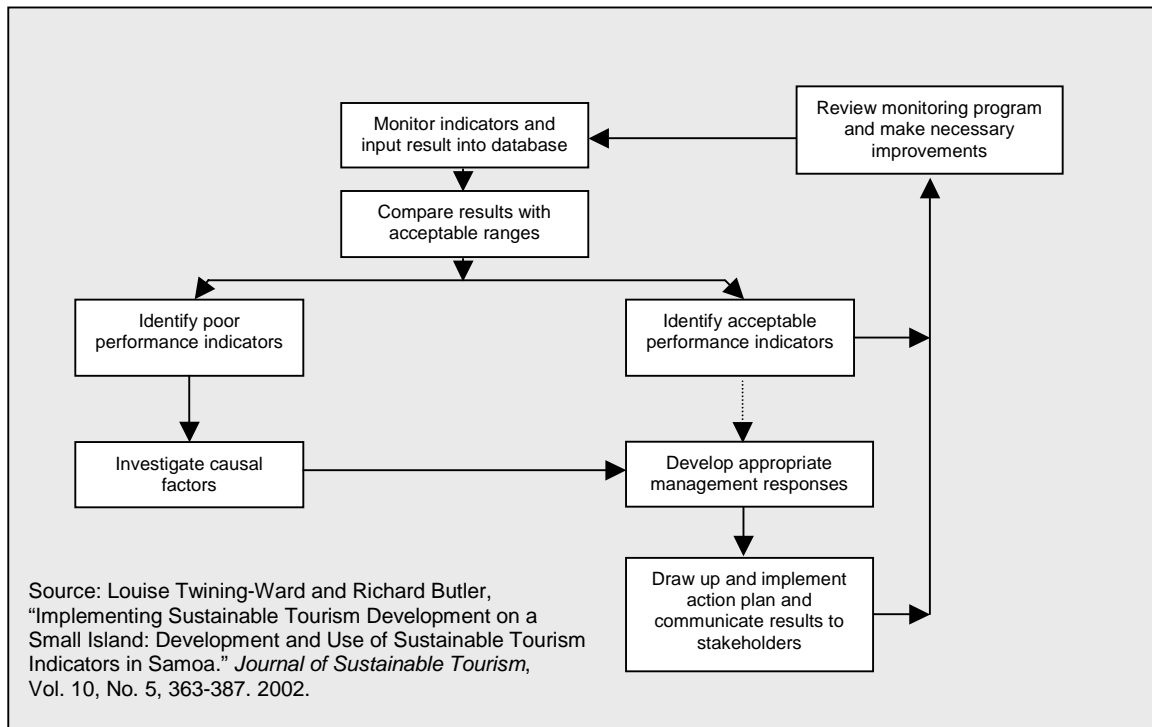 Monitor indicators and
input result into database
Review monitoring program
and make necessary
improvements
Compare results with
acceptable ranges
Identify poor
performance indicators
Identify acceptable
performance indicators
Investigate causal
factors
Develop appropriate
management responses
Draw up and implement
action plan and
communicate results to
stakeholders
Source: Louise Twining-Ward and Richard Butler,
“Implementing Sustainable Tourism Development on a
Small Island: Development and Use of Sustainable Tourism
Indicators in Samoa.” Journal of Sustainable Tourism,
Vol. 10, No. 5, 363-387. 2002.